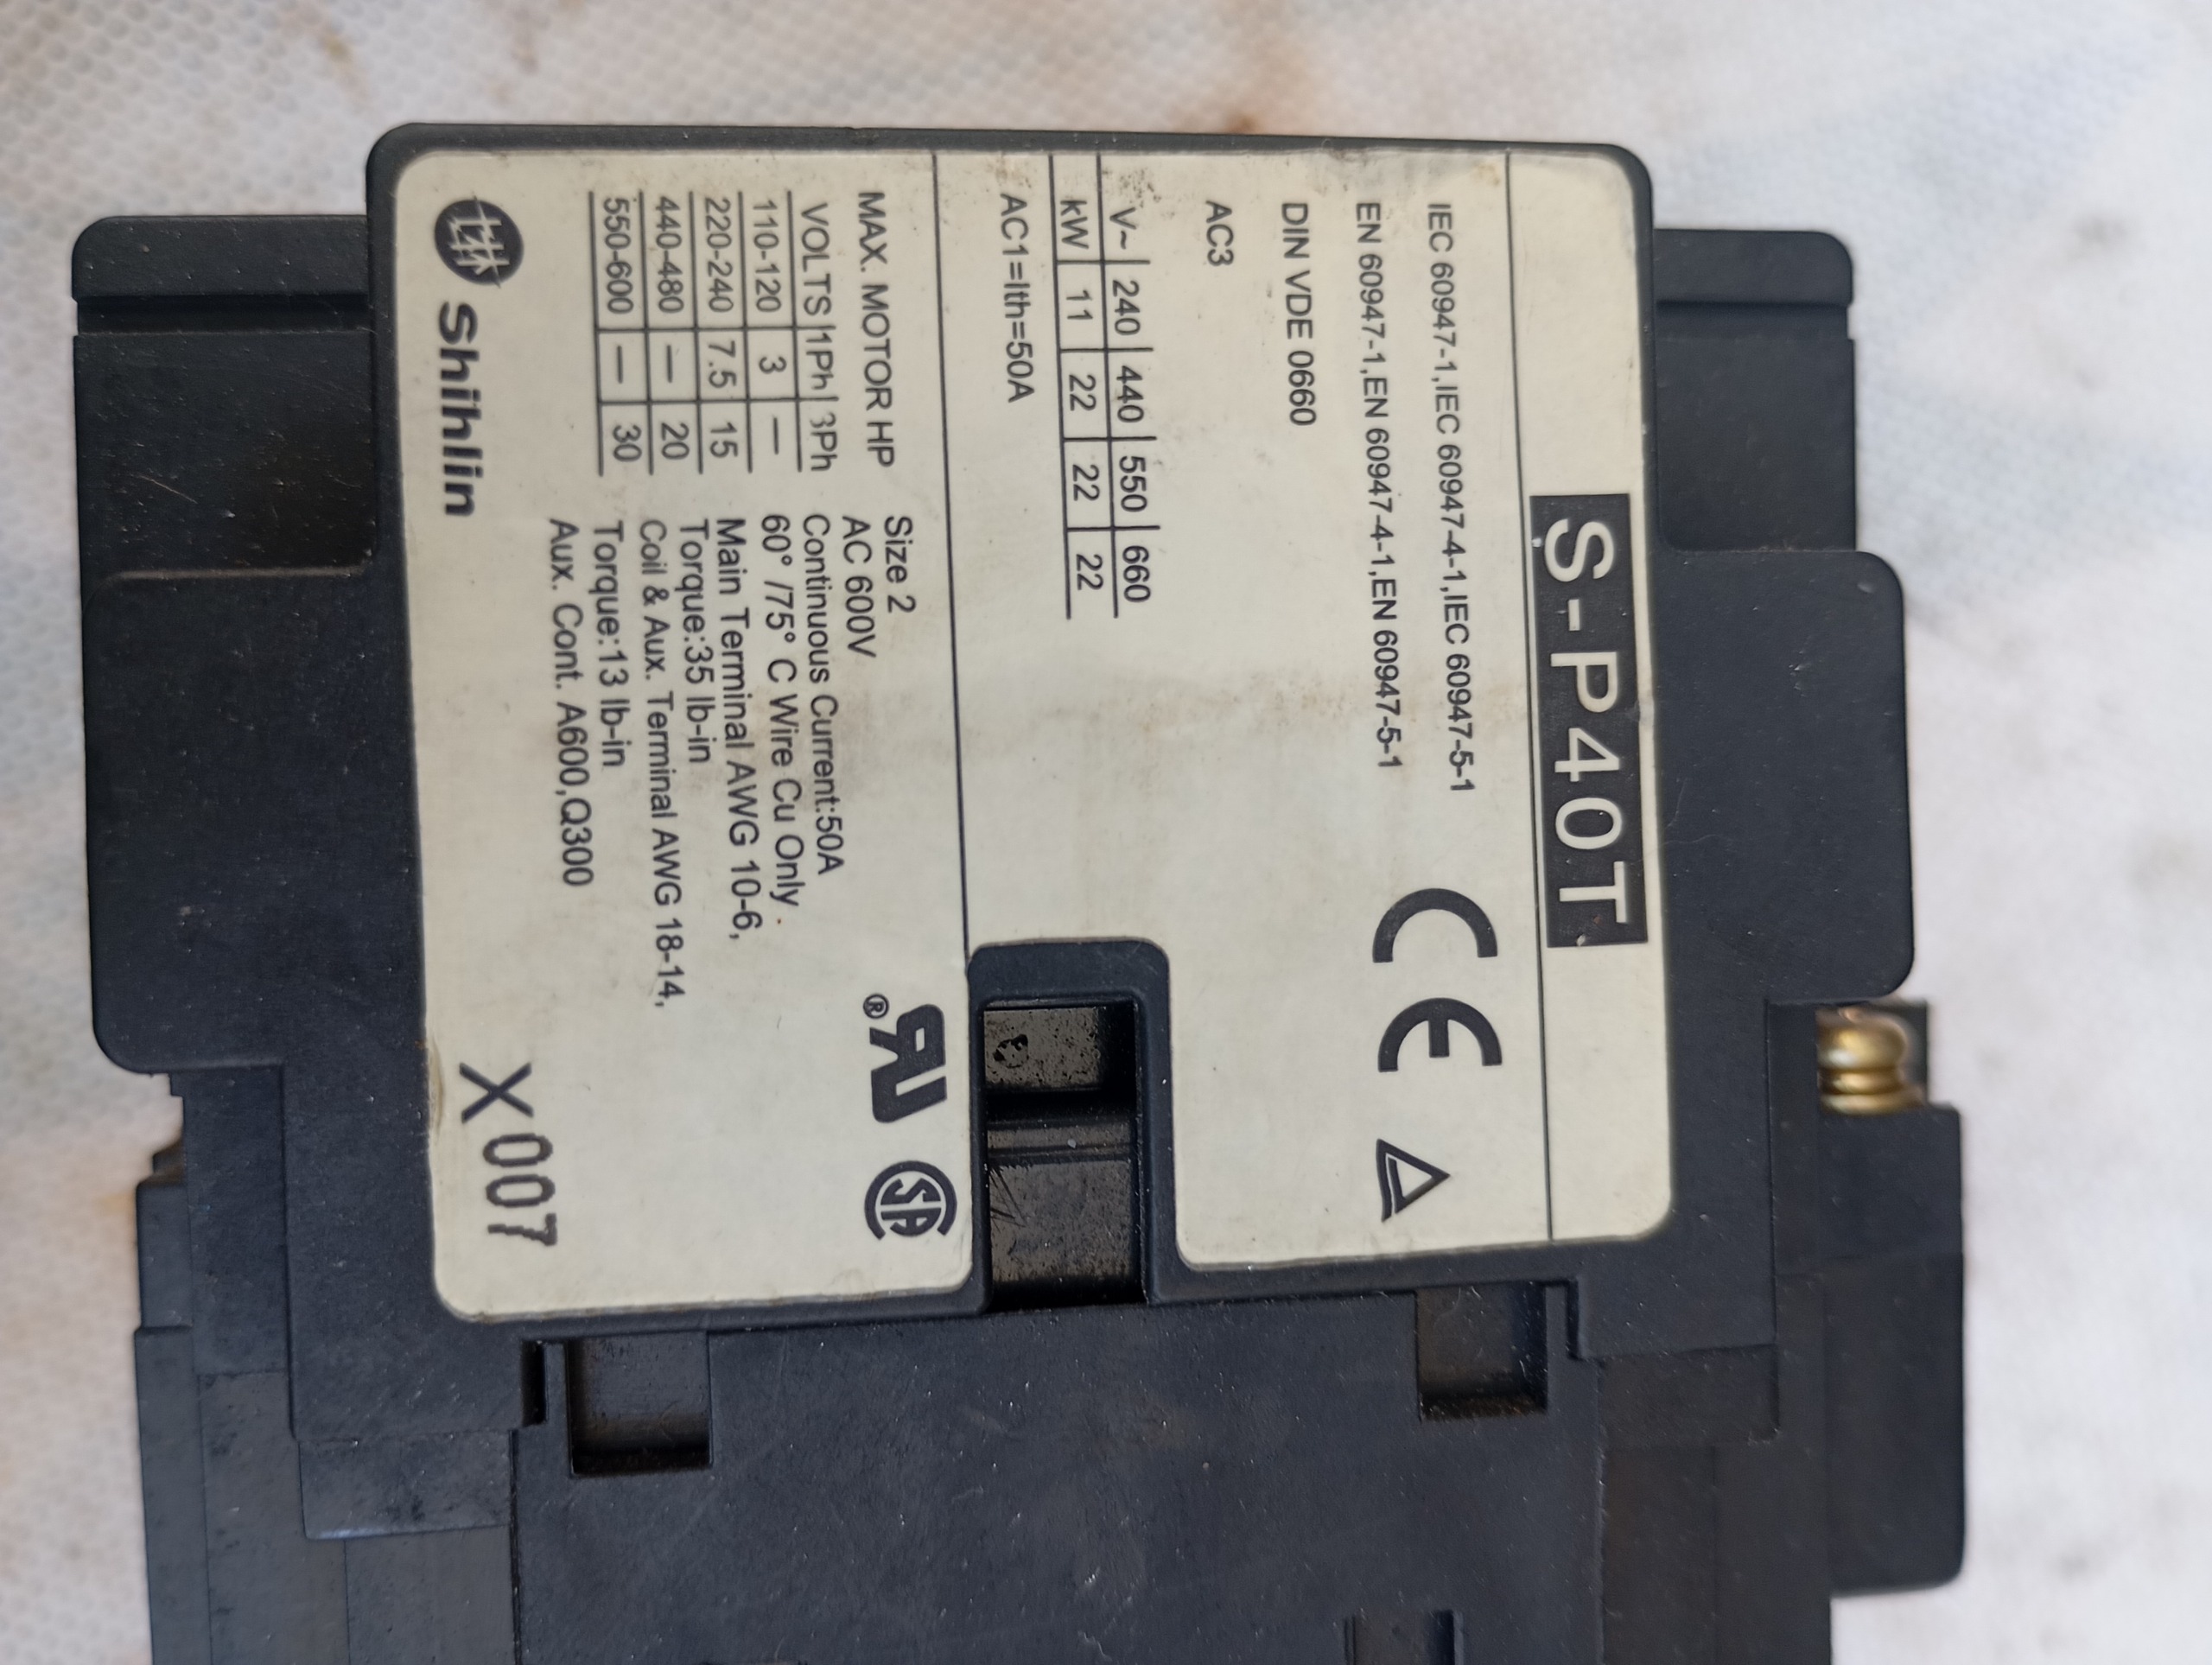 S-P40T
IEC 60947-1,IEC 60947-4-1,IEC 60947-5-1
EN 60947-1,EN 60947-4-1,EN 60947-5-1
DIN VDE 0660
CE
AC3
V~ 240 440 550 660
kW 11 22 22 22
AC1=Ith=50A
MAX. MOTOR HP
VOLTS 1Ph 3Ph
110-120 3 —
220-240 7.5 15
440-480 — 20
550-600 — 30
Size 2
AC 600V
Continuous Current:50A
60° /75° C Wire Cu Only
Main Terminal AWG 10-6,
Torque:35 lb-in
Coil & Aux. Terminal AWG 18-14,
Torque:13 lb-in
Aux. Cont. A600,Q300
RU®
SA
士林 Shihlin
X007